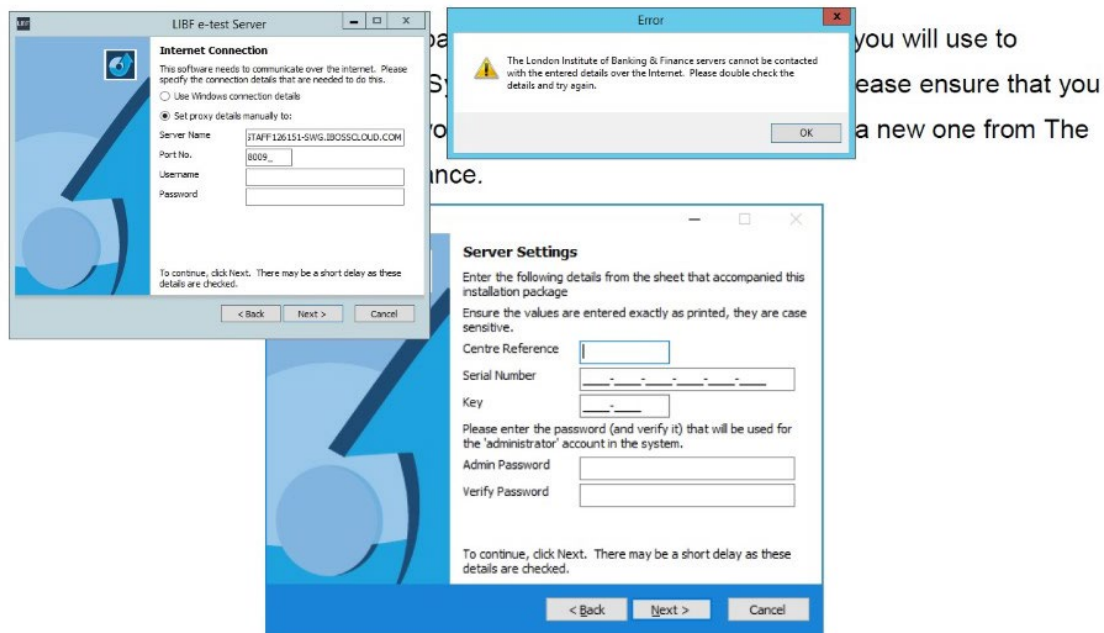 LIBF
LIBF e-test Server
Internet Connection
This software needs to communicate over the internet. Please
specify the connection details that are needed to do this.
Use Windows connection details
Set proxy details manually to:
Server Name
STAFF126151-SWG.IBOSSCLOUD.COM
Port No.
8009_
Username
Password
To continue, click Next. There may be a short delay as these
details are checked.
< Back Next > Cancel
Error
The London Institute of Banking & Finance servers cannot be contacted
with the entered details over the Internet. Please double check the
details and try again.
OK
you will use to
ease ensure that you
a new one from The
ance.
Server Settings
Enter the following details from the sheet that accompanied this
installation package
Ensure the values are entered exactly as printed, they are case
sensitive.
Centre Reference
Serial Number
Key
Please enter the password (and verify it) that will be used for
the 'administrator' account in the system.
Admin Password
Verify Password
To continue, click Next. There may be a short delay as these
details are checked.
< Back Next > Cancel